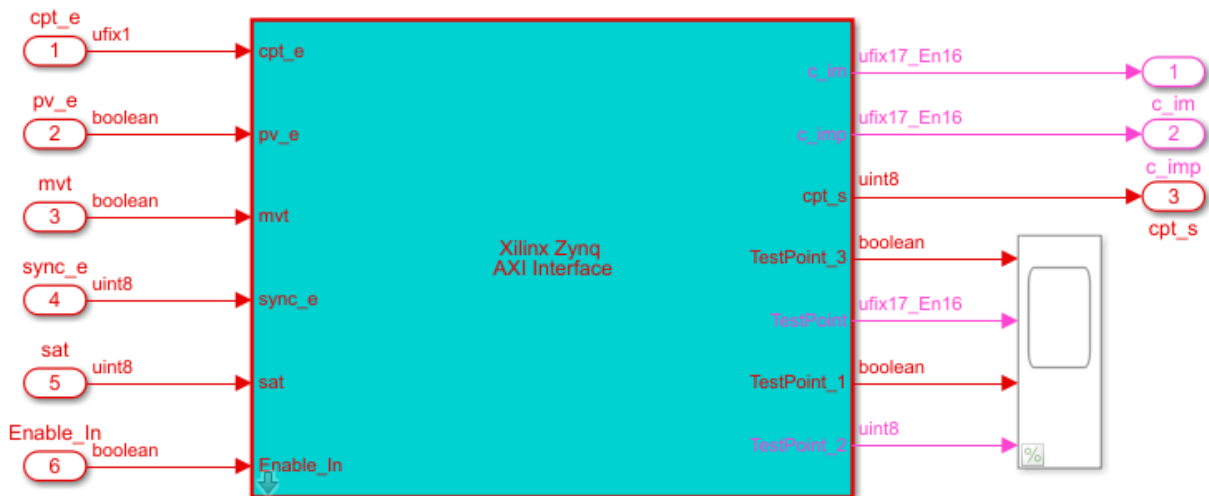 cpt_e
1
ufix1
cpt_e
pv_e
2
boolean
pv_e
mvt
3
boolean
mvt
sync_e
4
uint8
sync_e
sat
5
uint8
sat
Enable_In
6
boolean
Enable_In
Xilinx Zynq
AXI Interface
c_im
ufix17_En16
1
c_im
c_imp
ufix17_En16
2
c_imp
cpt_s
uint8
3
cpt_s
TestPoint_3
boolean
TestPoint
ufix17_En16
TestPoint_1
boolean
TestPoint_2
uint8
%